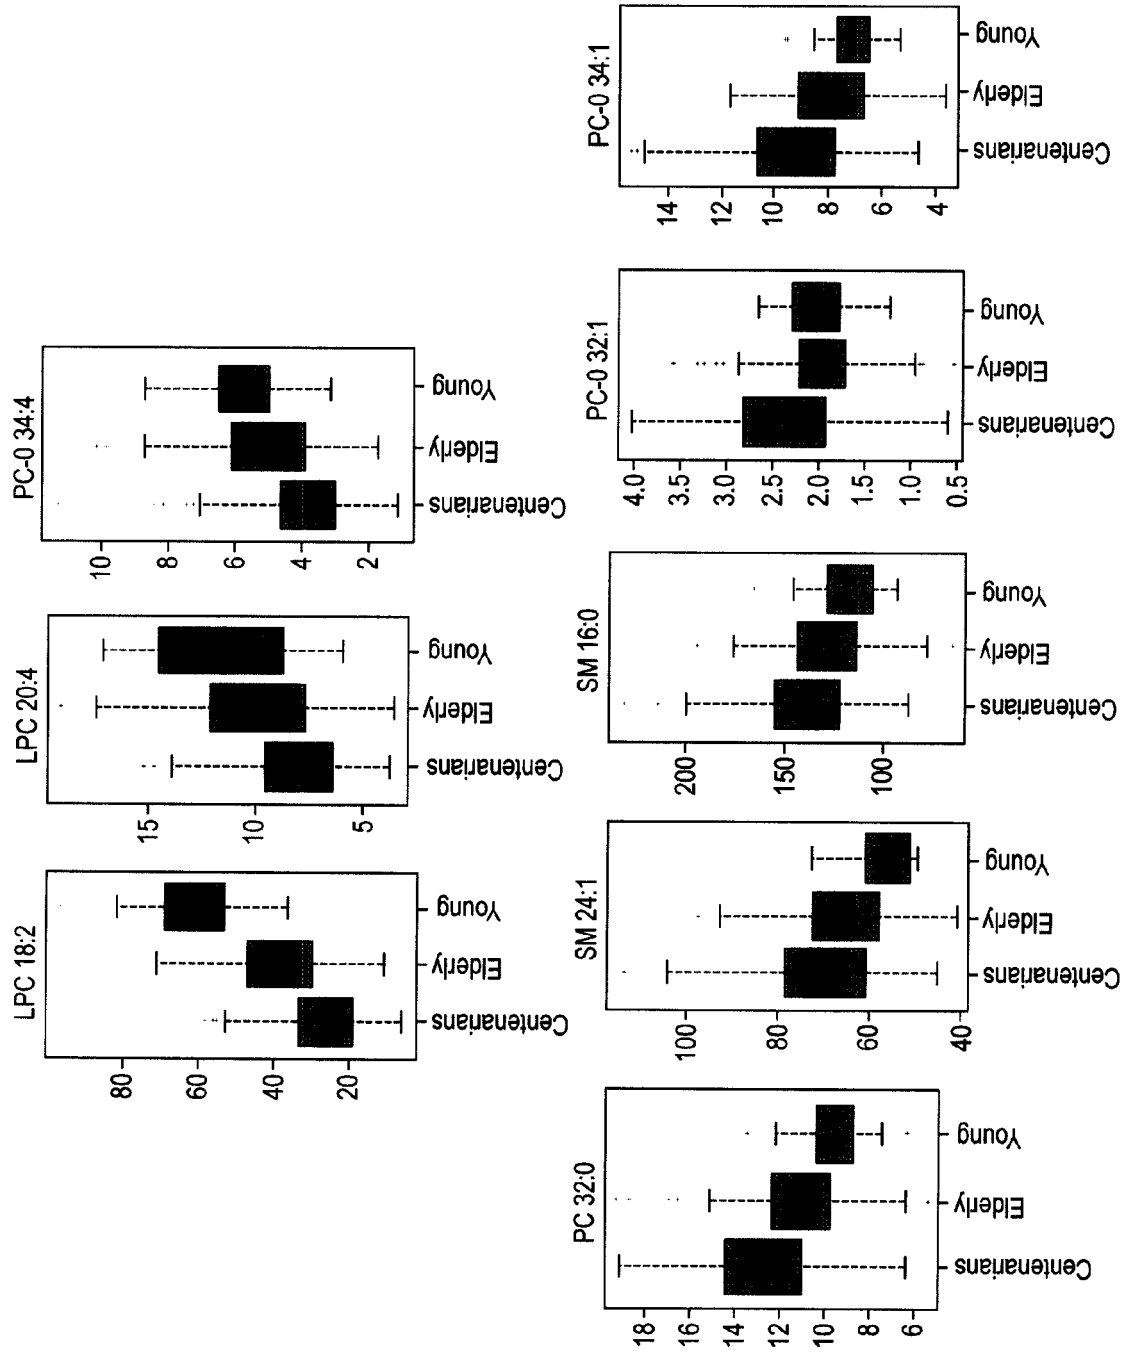 LPC 18:2
80
60
40
20
Centenarians
Elderly
Young
LPC 20:4
15
10
5
Centenarians
Elderly
Young
PC-0 34:4
10
8
6
4
2
Centenarians
Elderly
Young
PC 32:0
18
16
14
12
10
8
6
Centenarians
Elderly
Young
SM 24:1
100
80
60
40
Centenarians
Elderly
Young
SM 16:0
200
150
100
Centenarians
Elderly
Young
PC-0 32:1
4.0
3.5
3.0
2.5
2.0
1.5
1.0
0.5
Centenarians
Elderly
Young
PC-0 34:1
14
12
10
8
6
4
Centenarians
Elderly
Young